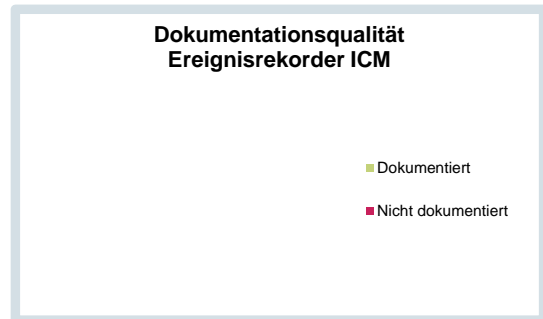 Dokumentationsqualität
Ereignisrekorder ICM
Dokumentiert
Nicht dokumentiert